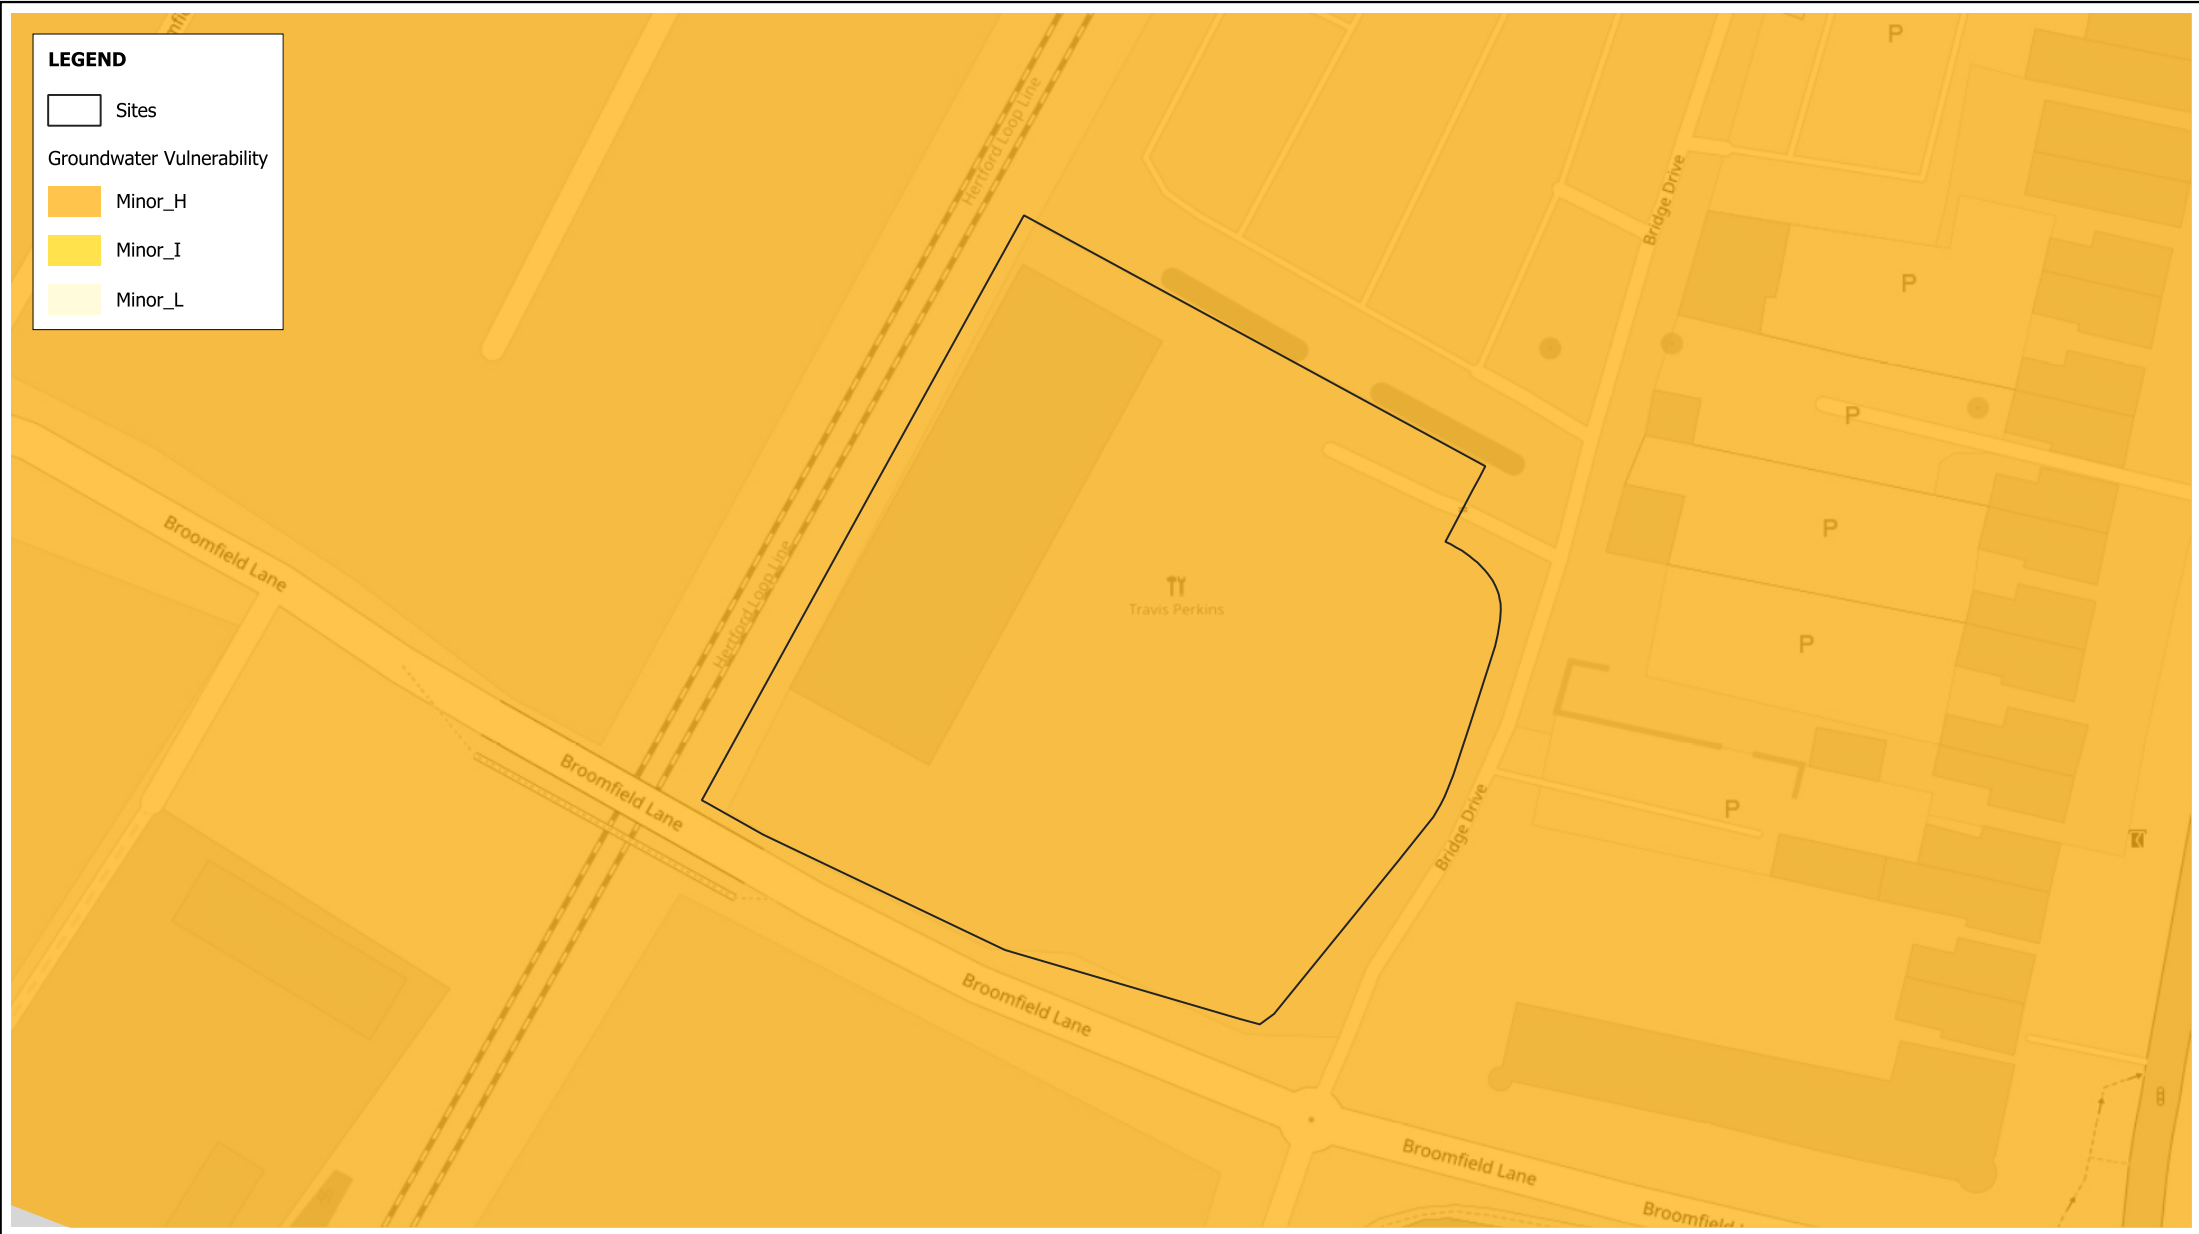 LEGEND
Sites
Groundwater Vulnerability
Minor_H
Minor_I
Minor_L
Hertford Loop Line
Bridge Drive
P
P
P
P
P
P
Broomfield Lane
Hertford Loop Line
Travis Perkins
Broomfield Lane
Bridge Drive
Broomfield Lane
Broomfield Lane
Broomfield